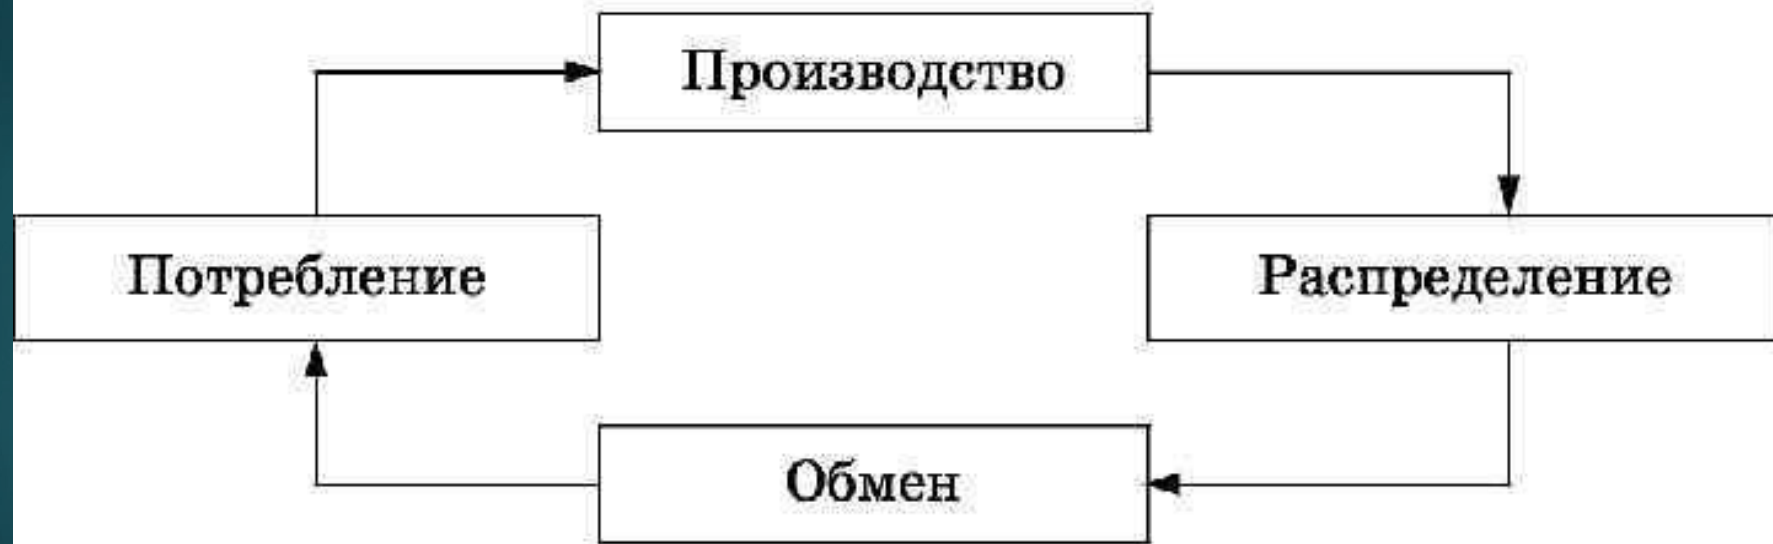 Производство
Потребление
Распределение
Обмен